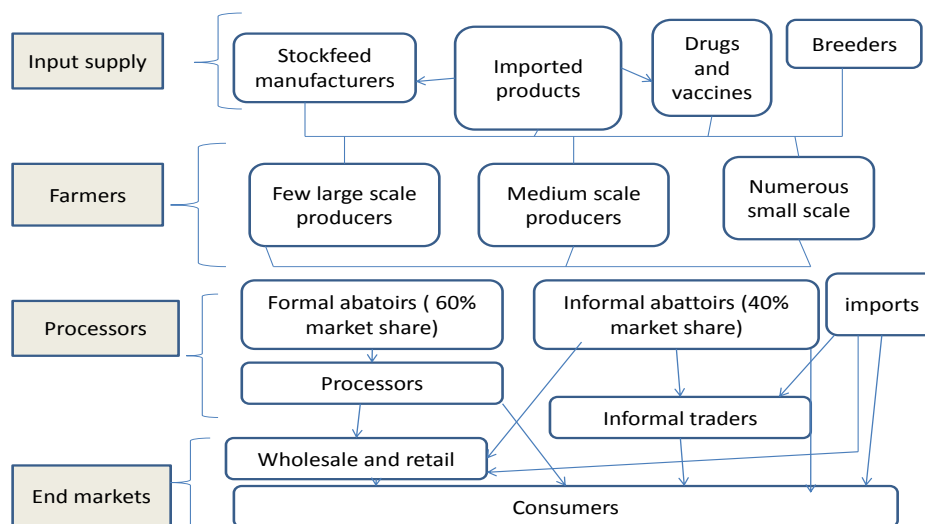 Input supply
Stockfeed
manufacturers
Imported
products
Drugs
and
vaccines
Breeders
Farmers
Few large scale
producers
Medium scale
producers
Numerous
small scale
Processors
Formal abatoirs ( 60%
market share)
Informal abattoirs (40%
market share)
imports
Processors
Informal traders
End markets
Wholesale and retail
Consumers